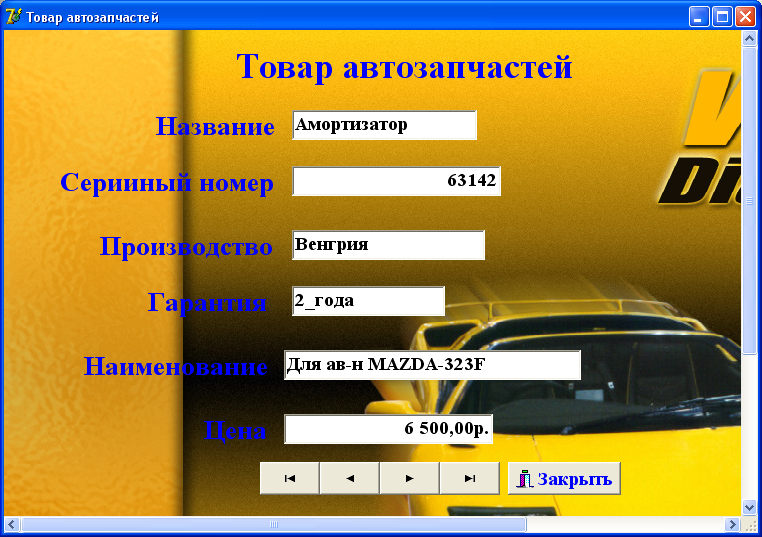 Товар автозапчастей
Товар автозапчастей
Название Амортизатор
Серииный номер 63142
Производство Венгрия
Гарантия 2_года
Наименование Для ав-н MAZDA-323F
Цена 6 500,00р.
Закрыть